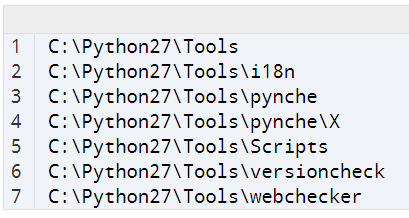 1 C:\Python27\Tools
2 C:\Python27\Tools\i18n
3 C:\Python27\Tools\pynche
4 C:\Python27\Tools\pynche\X
5 C:\Python27\Tools\Scripts
6 C:\Python27\Tools\versioncheck
7 C:\Python27\Tools\webchecker